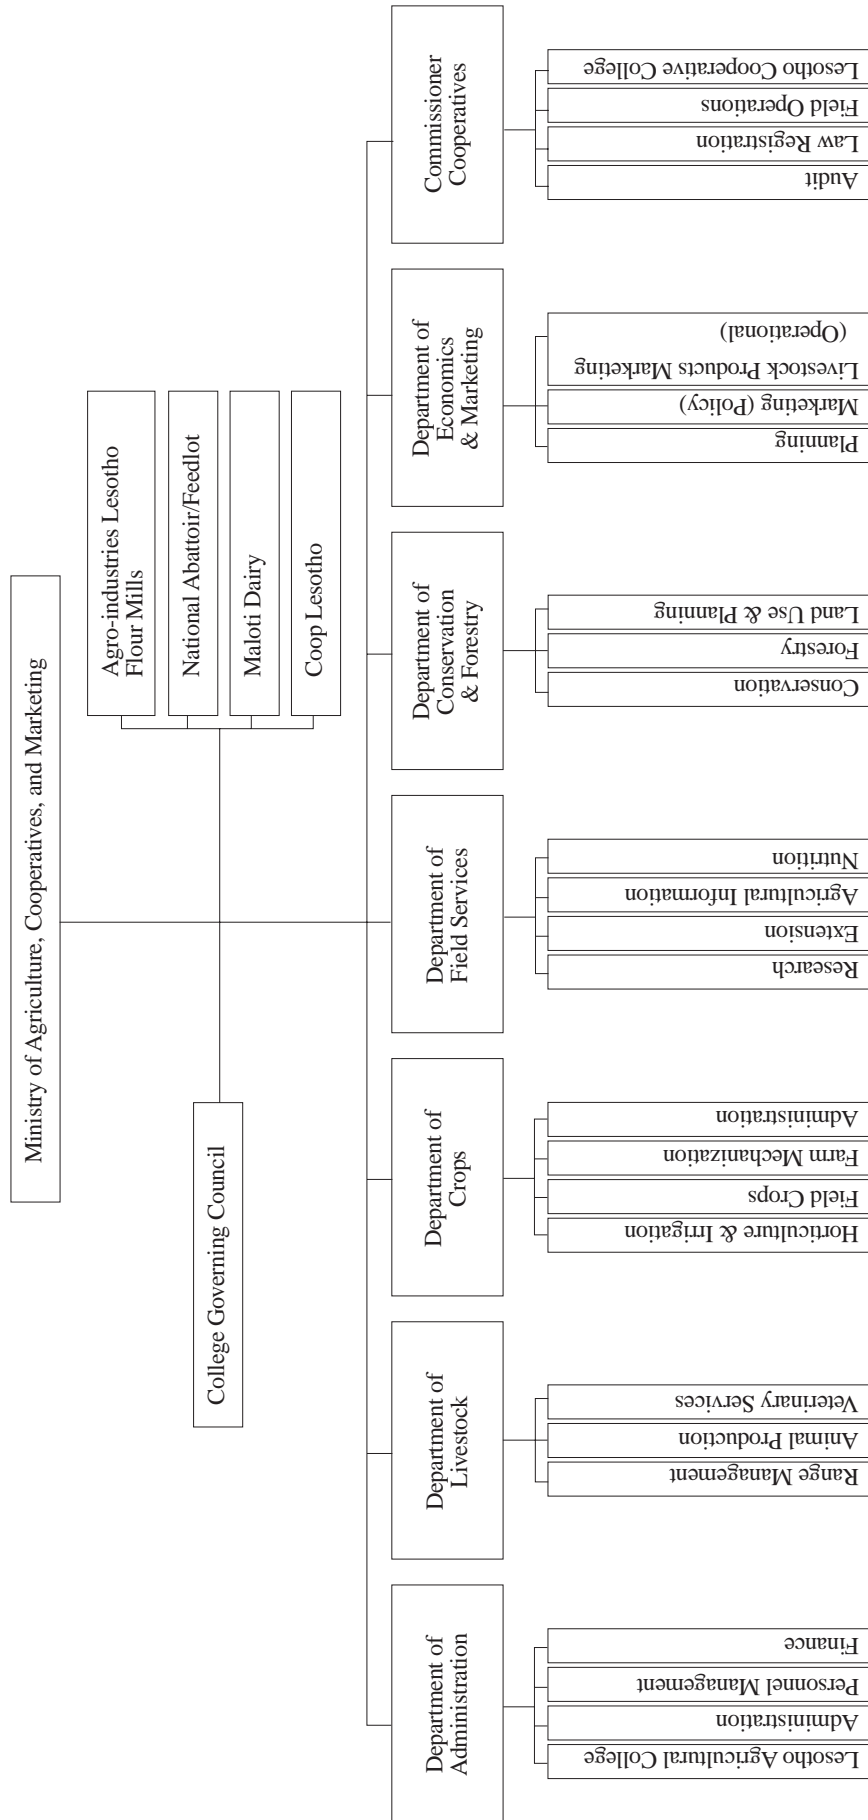 Ministry of Agriculture, Cooperatives, and Marketing
College Governing Council
Agro-industries Lesotho
Flour Mills
National Abattoir/Feedlot
Maloti Dairy
Coop Lesotho
Department of
Administration
Lesotho Agricultural College
Administration
Personnel Management
Finance
Department of
Livestock
Range Management
Animal Production
Veterinary Services
Department of
Crops
Horticulture & Irrigation
Field Crops
Farm Mechanization
Administration
Department of
Field Services
Research
Extension
Agricultural Information
Nutrition
Department of
Conservation
& Forestry
Conservation
Forestry
Land Use & Planning
Department of
Economics
& Marketing
Planning
Marketing (Policy)
Livestock Products Marketing
(Operational)
Commissioner
Cooperatives
Audit
Law Registration
Field Operations
Lesotho Cooperative College